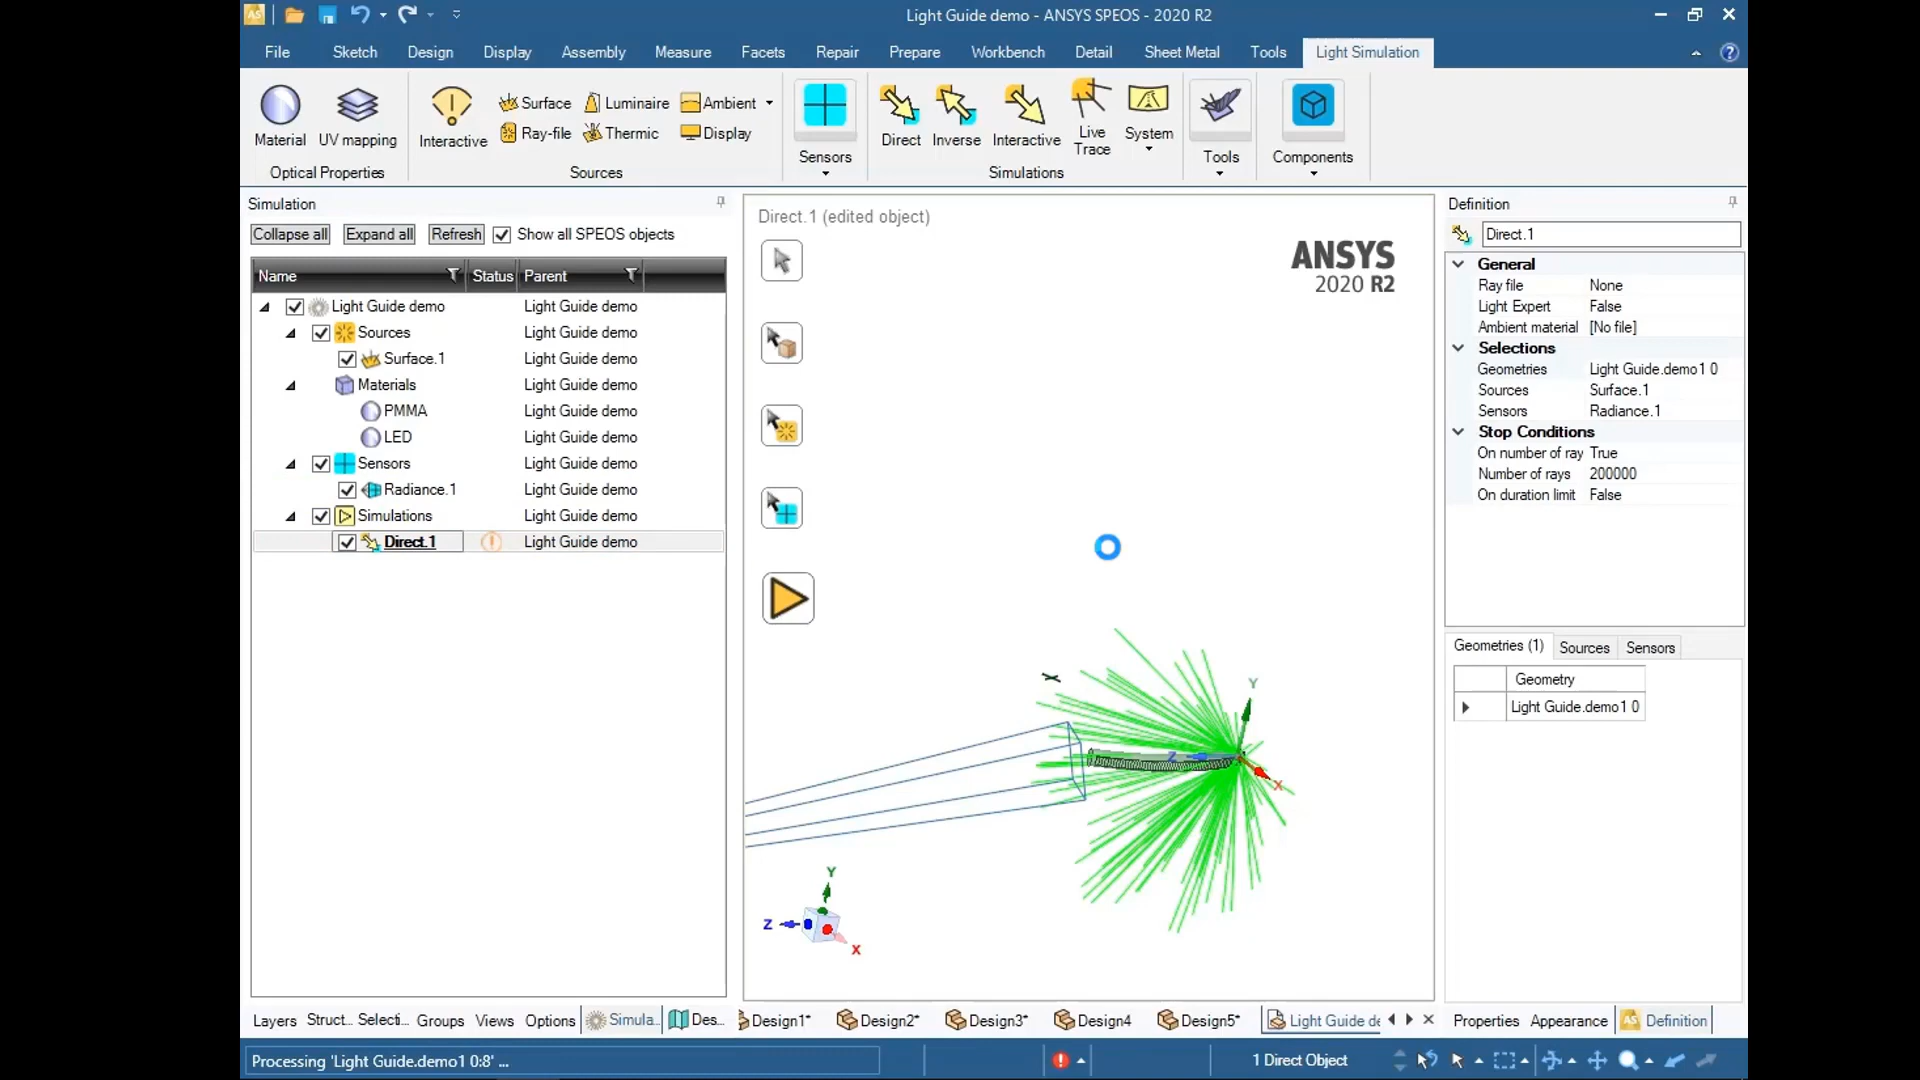 Light Guide demo - ANSYS SPEOS - 2020 R2
File Sketch Design Display Assembly Measure Facets Repair Prepare Workbench Detail Sheet Metal Tools Light Simulation
Material UV mapping
Optical Properties
Interactive Surface Luminaire Ambient
Ray-file Thermic Display
Sources
Sensors
Direct Inverse Interactive Live Trace System
Simulations
Tools
Components
Simulation
Collapse all Expand all Refresh Show all SPEOS objects
Name Status Parent
Light Guide demo Light Guide demo
Sources Light Guide demo
Surface.1 Light Guide demo
Materials Light Guide demo
PMMA Light Guide demo
LED Light Guide demo
Sensors Light Guide demo
Radiance.1 Light Guide demo
Simulations Light Guide demo
Direct.1 Light Guide demo
Direct.1 (edited object)
ANSYS
2020 R2
Y
Z
X
Y
Z
X
Definition
Direct.1
General
Ray file None
Light Expert False
Ambient material [No file]
Selections
Geometries Light Guide.demo1 0
Sources Surface.1
Sensors Radiance.1
Stop Conditions
On number of ray True
Number of rays 200000
On duration limit False
Geometries (1) Sources Sensors
Geometry
Light Guide.demo1 0
Layers Struct... Selecti... Groups Views Options Simula... Des...
Design1* Design2* Design3* Design4 Design5* Light Guide de
Properties Appearance Definition
Processing 'Light Guide.demo1 0:8' ...
1 Direct Object